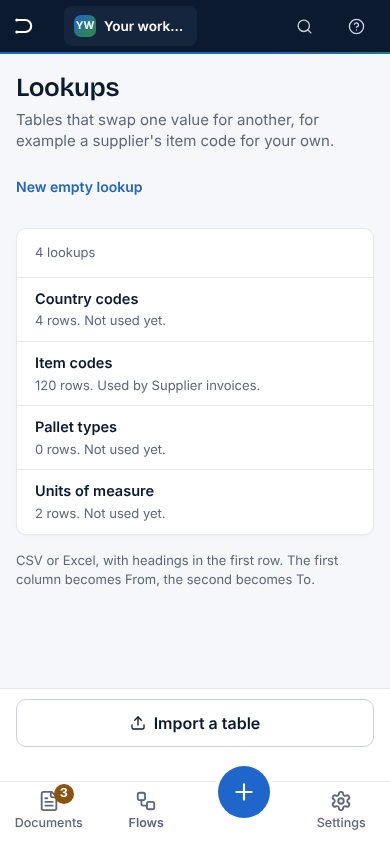 YW Your work...
Lookups
Tables that swap one value for another, for
example a supplier's item code for your own.
New empty lookup
4 lookups
Country codes
4 rows. Not used yet.
Item codes
120 rows. Used by Supplier invoices.
Pallet types
0 rows. Not used yet.
Units of measure
2 rows. Not used yet.
CSV or Excel, with headings in the first row. The first
column becomes From, the second becomes To.
Import a table
3
Documents Flows Settings